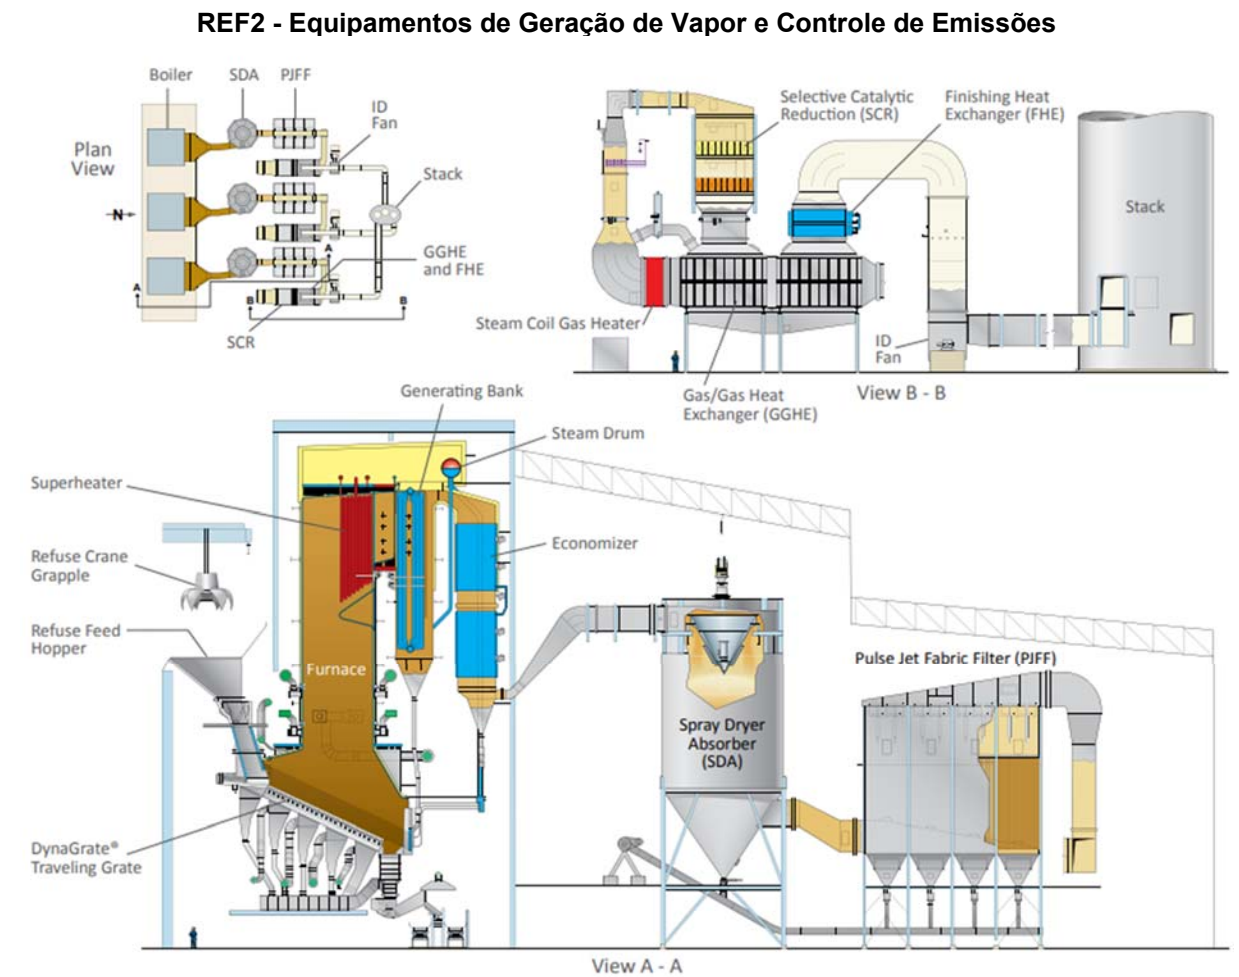 REF2 - Equipamentos de Geração de Vapor e Controle de Emissões
Boiler
SDA
PJFF
ID
Fan
Plan
View
N
Stack
GGHE
and FHE
A
A
B
B
SCR
Selective Catalytic
Reduction (SCR)
Finishing Heat
Exchanger (FHE)
Stack
Steam Coil Gas Heater
ID
Fan
Gas/Gas Heat
Exchanger (GGHE)
View B - B
Generating Bank
Steam Drum
Superheater
Refuse Crane
Grapple
Economizer
Refuse Feed
Hopper
Furnace
Pulse Jet Fabric Filter (PJFF)
Spray Dryer
Absorber
(SDA)
DynaGrate®
Traveling Grate
View A - A